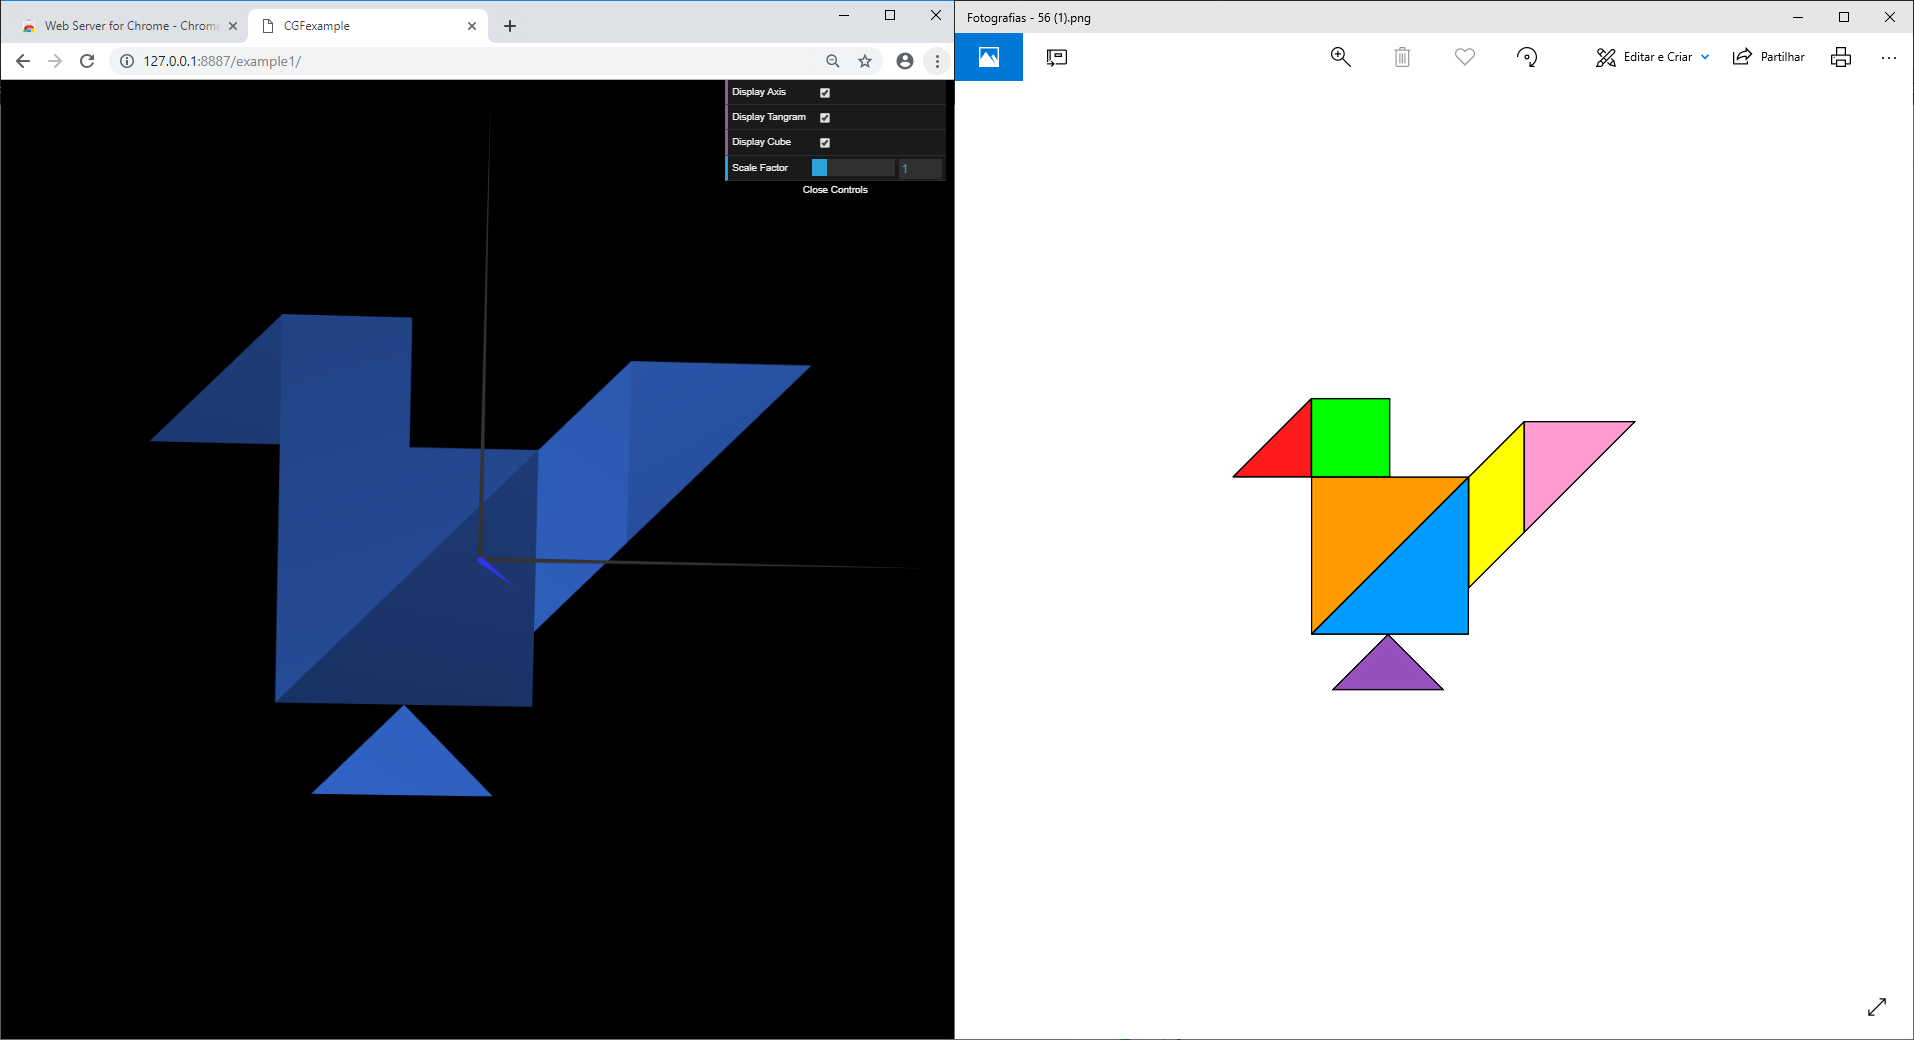 Web Server for Chrome - Chrome
CGFexample
127.0.0.1:8887/example1/
Display Axis
Display Tangram
Display Cube
Scale Factor
1
Close Controls
Fotografias - 56 (1).png
Editar e Criar
Partilhar